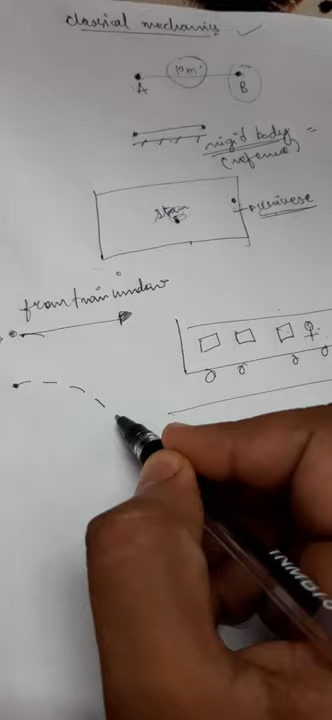 classical mechanics
10m.
A
B
rigid body =
(reference)
star
universe
from train window